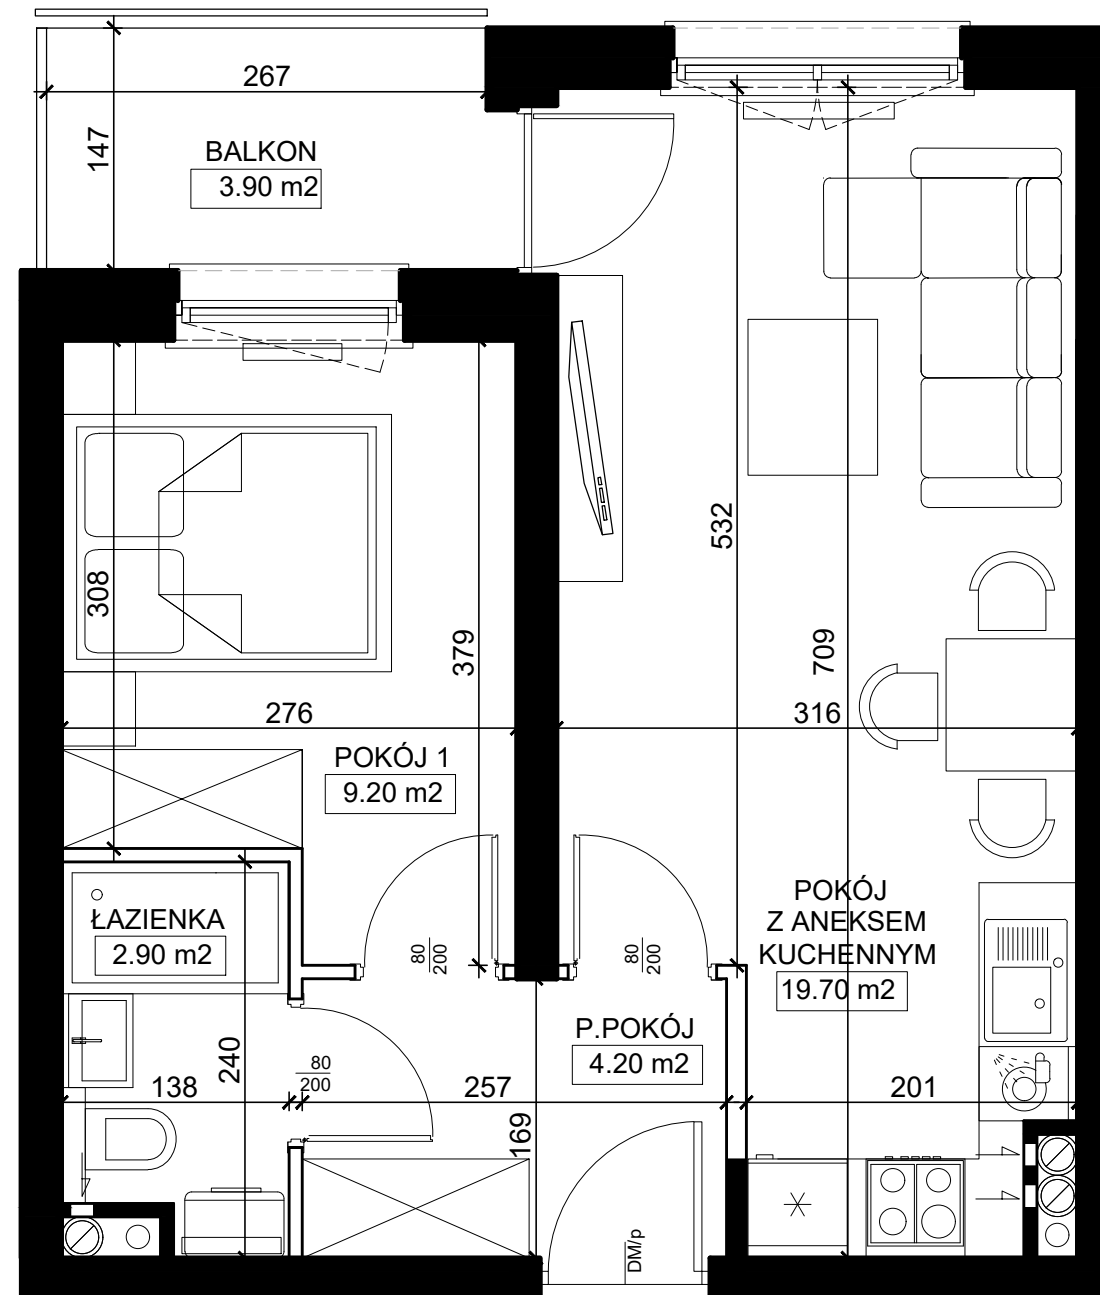 267
147
BALKON
3.90 m2
532
308
379
709
276
316
POKÓJ 1
9.20 m2
ŁAZIENKA
2.90 m2
80
200
80
200
POKÓJ
Z ANEKSEM
KUCHENNYM
19.70 m2
P.POKÓJ
4.20 m2
240
80
200
138
257
201
169
DM/p